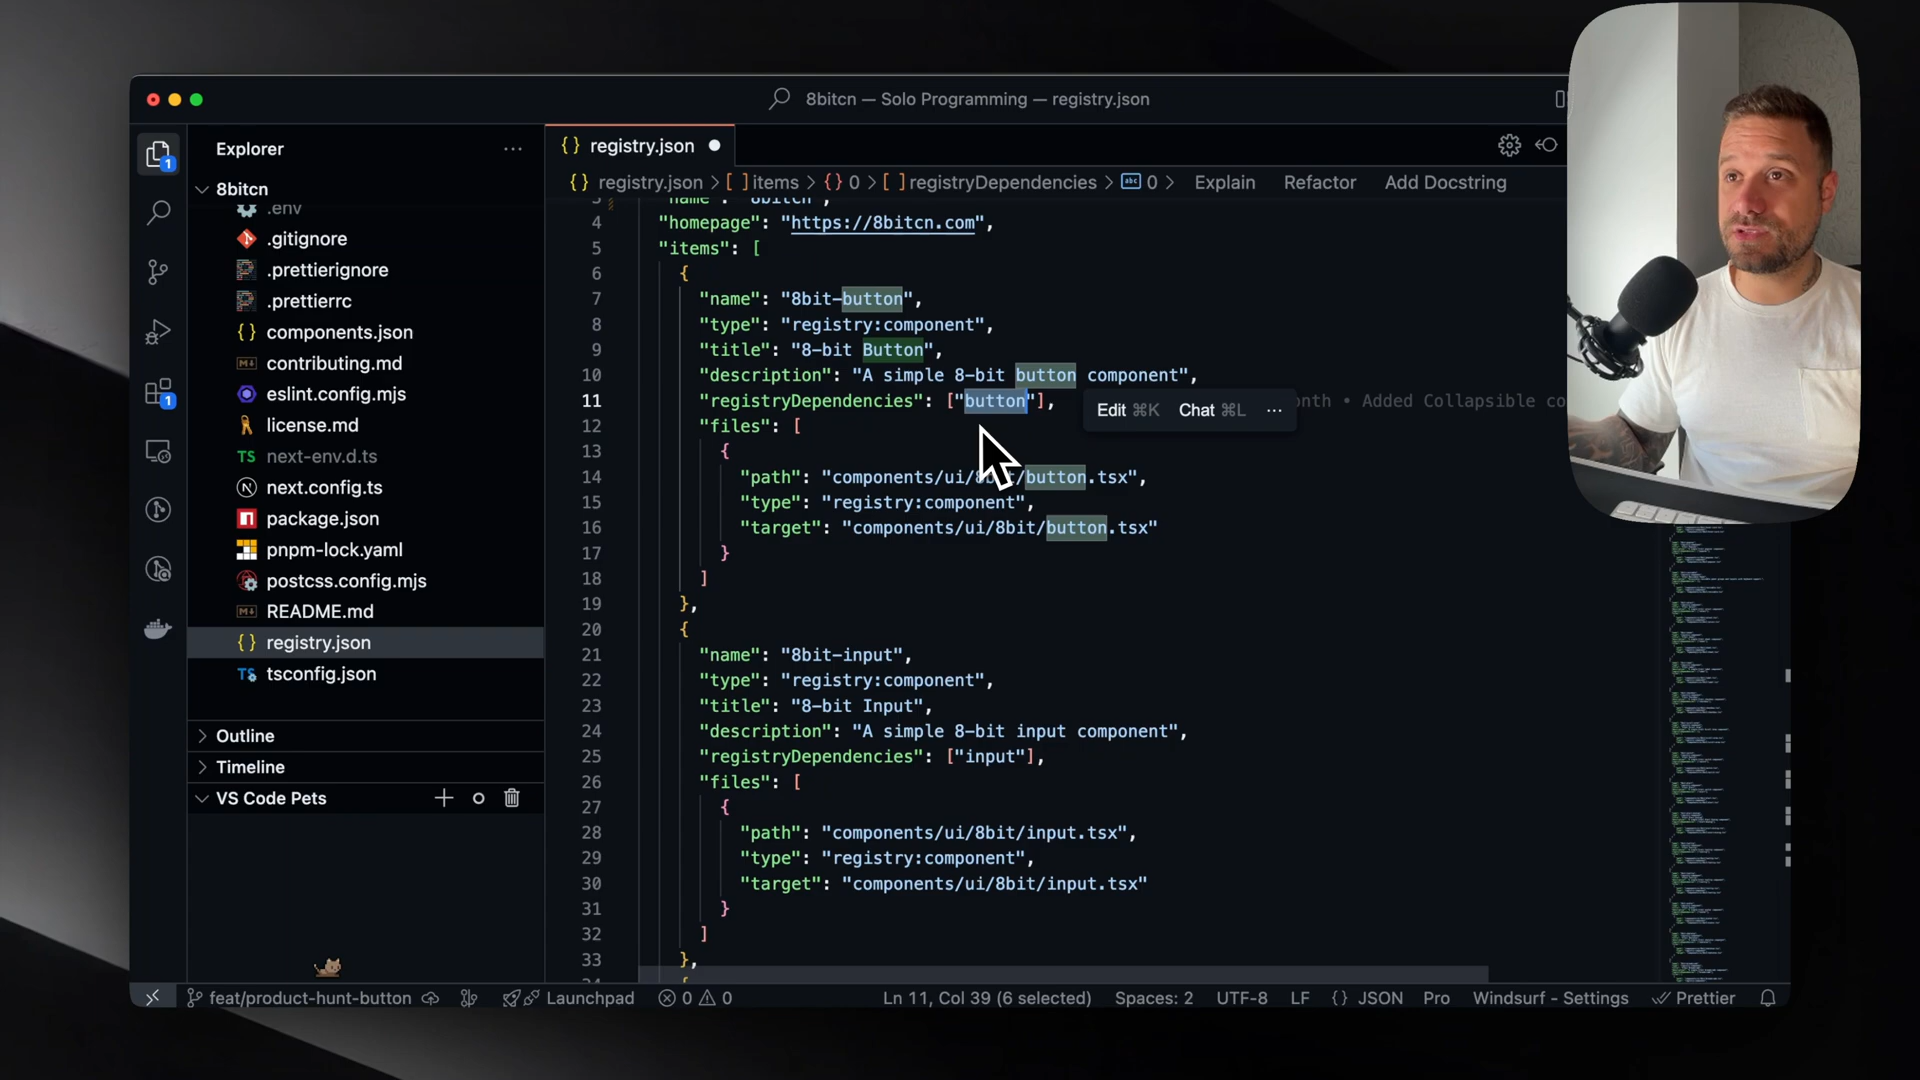 8bitcn — Solo Programming — registry.json
Explorer
registry.json
1
8bitcn
.env
.gitignore
.prettierignore
.prettierrc
components.json
contributing.md
eslint.config.mjs
license.md
next-env.d.ts
next.config.ts
package.json
pnpm-lock.yaml
postcss.config.mjs
README.md
registry.json
tsconfig.json
Outline
Timeline
VS Code Pets
1
registry.json > [ ] items > {} 0 > [ ] registryDependencies > abc 0 > Explain Refactor Add Docstring
3 "name": "8bitcn",
4 "homepage": "https://8bitcn.com",
5 "items": [
6 {
7 "name": "8bit-button",
8 "type": "registry:component",
9 "title": "8-bit Button",
10 "description": "A simple 8-bit button component",
11 "registryDependencies": ["button"], Edit ⌘K Chat ⌘L ··· nth • Added Collapsible co
12 "files": [
13 {
14 "path": "components/ui/8bit/button.tsx",
15 "type": "registry:component",
16 "target": "components/ui/8bit/button.tsx"
17 }
18 ]
19 },
20 {
21 "name": "8bit-input",
22 "type": "registry:component",
23 "title": "8-bit Input",
24 "description": "A simple 8-bit input component",
25 "registryDependencies": ["input"],
26 "files": [
27 {
28 "path": "components/ui/8bit/input.tsx",
29 "type": "registry:component",
30 "target": "components/ui/8bit/input.tsx"
31 }
32 ]
33 },
feat/product-hunt-button Launchpad 0 0 Ln 11, Col 39 (6 selected) Spaces: 2 UTF-8 LF {} JSON Pro Windsurf - Settings Prettier